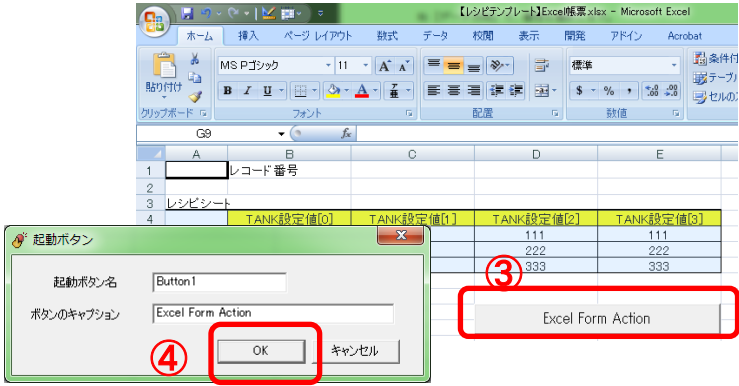 【レシピテンプレート】Excel帳票.xlsx - Microsoft Excel
ホーム 挿入 ページ レイアウト 数式 データ 校閲 表示 開発 アドイン Acrobat
貼り付け MS Pゴシック 11 A A 標準 条件付
B I U A 亜 $ % , .0 .00 .00 .0 テーブル
セルの
クリップボード フォント 配置 数値
G9 fx
A B C D E
1 レコード番号
2
3 レシピシート
4 TANK設定値[0] TANK設定値[1] TANK設定値[2] TANK設定値[3]
111 111
222 222
333 333
③
Excel Form Action
起動ボタン
起動ボタン名 Button1
ボタンのキャプション Excel Form Action
④
OK キャンセル